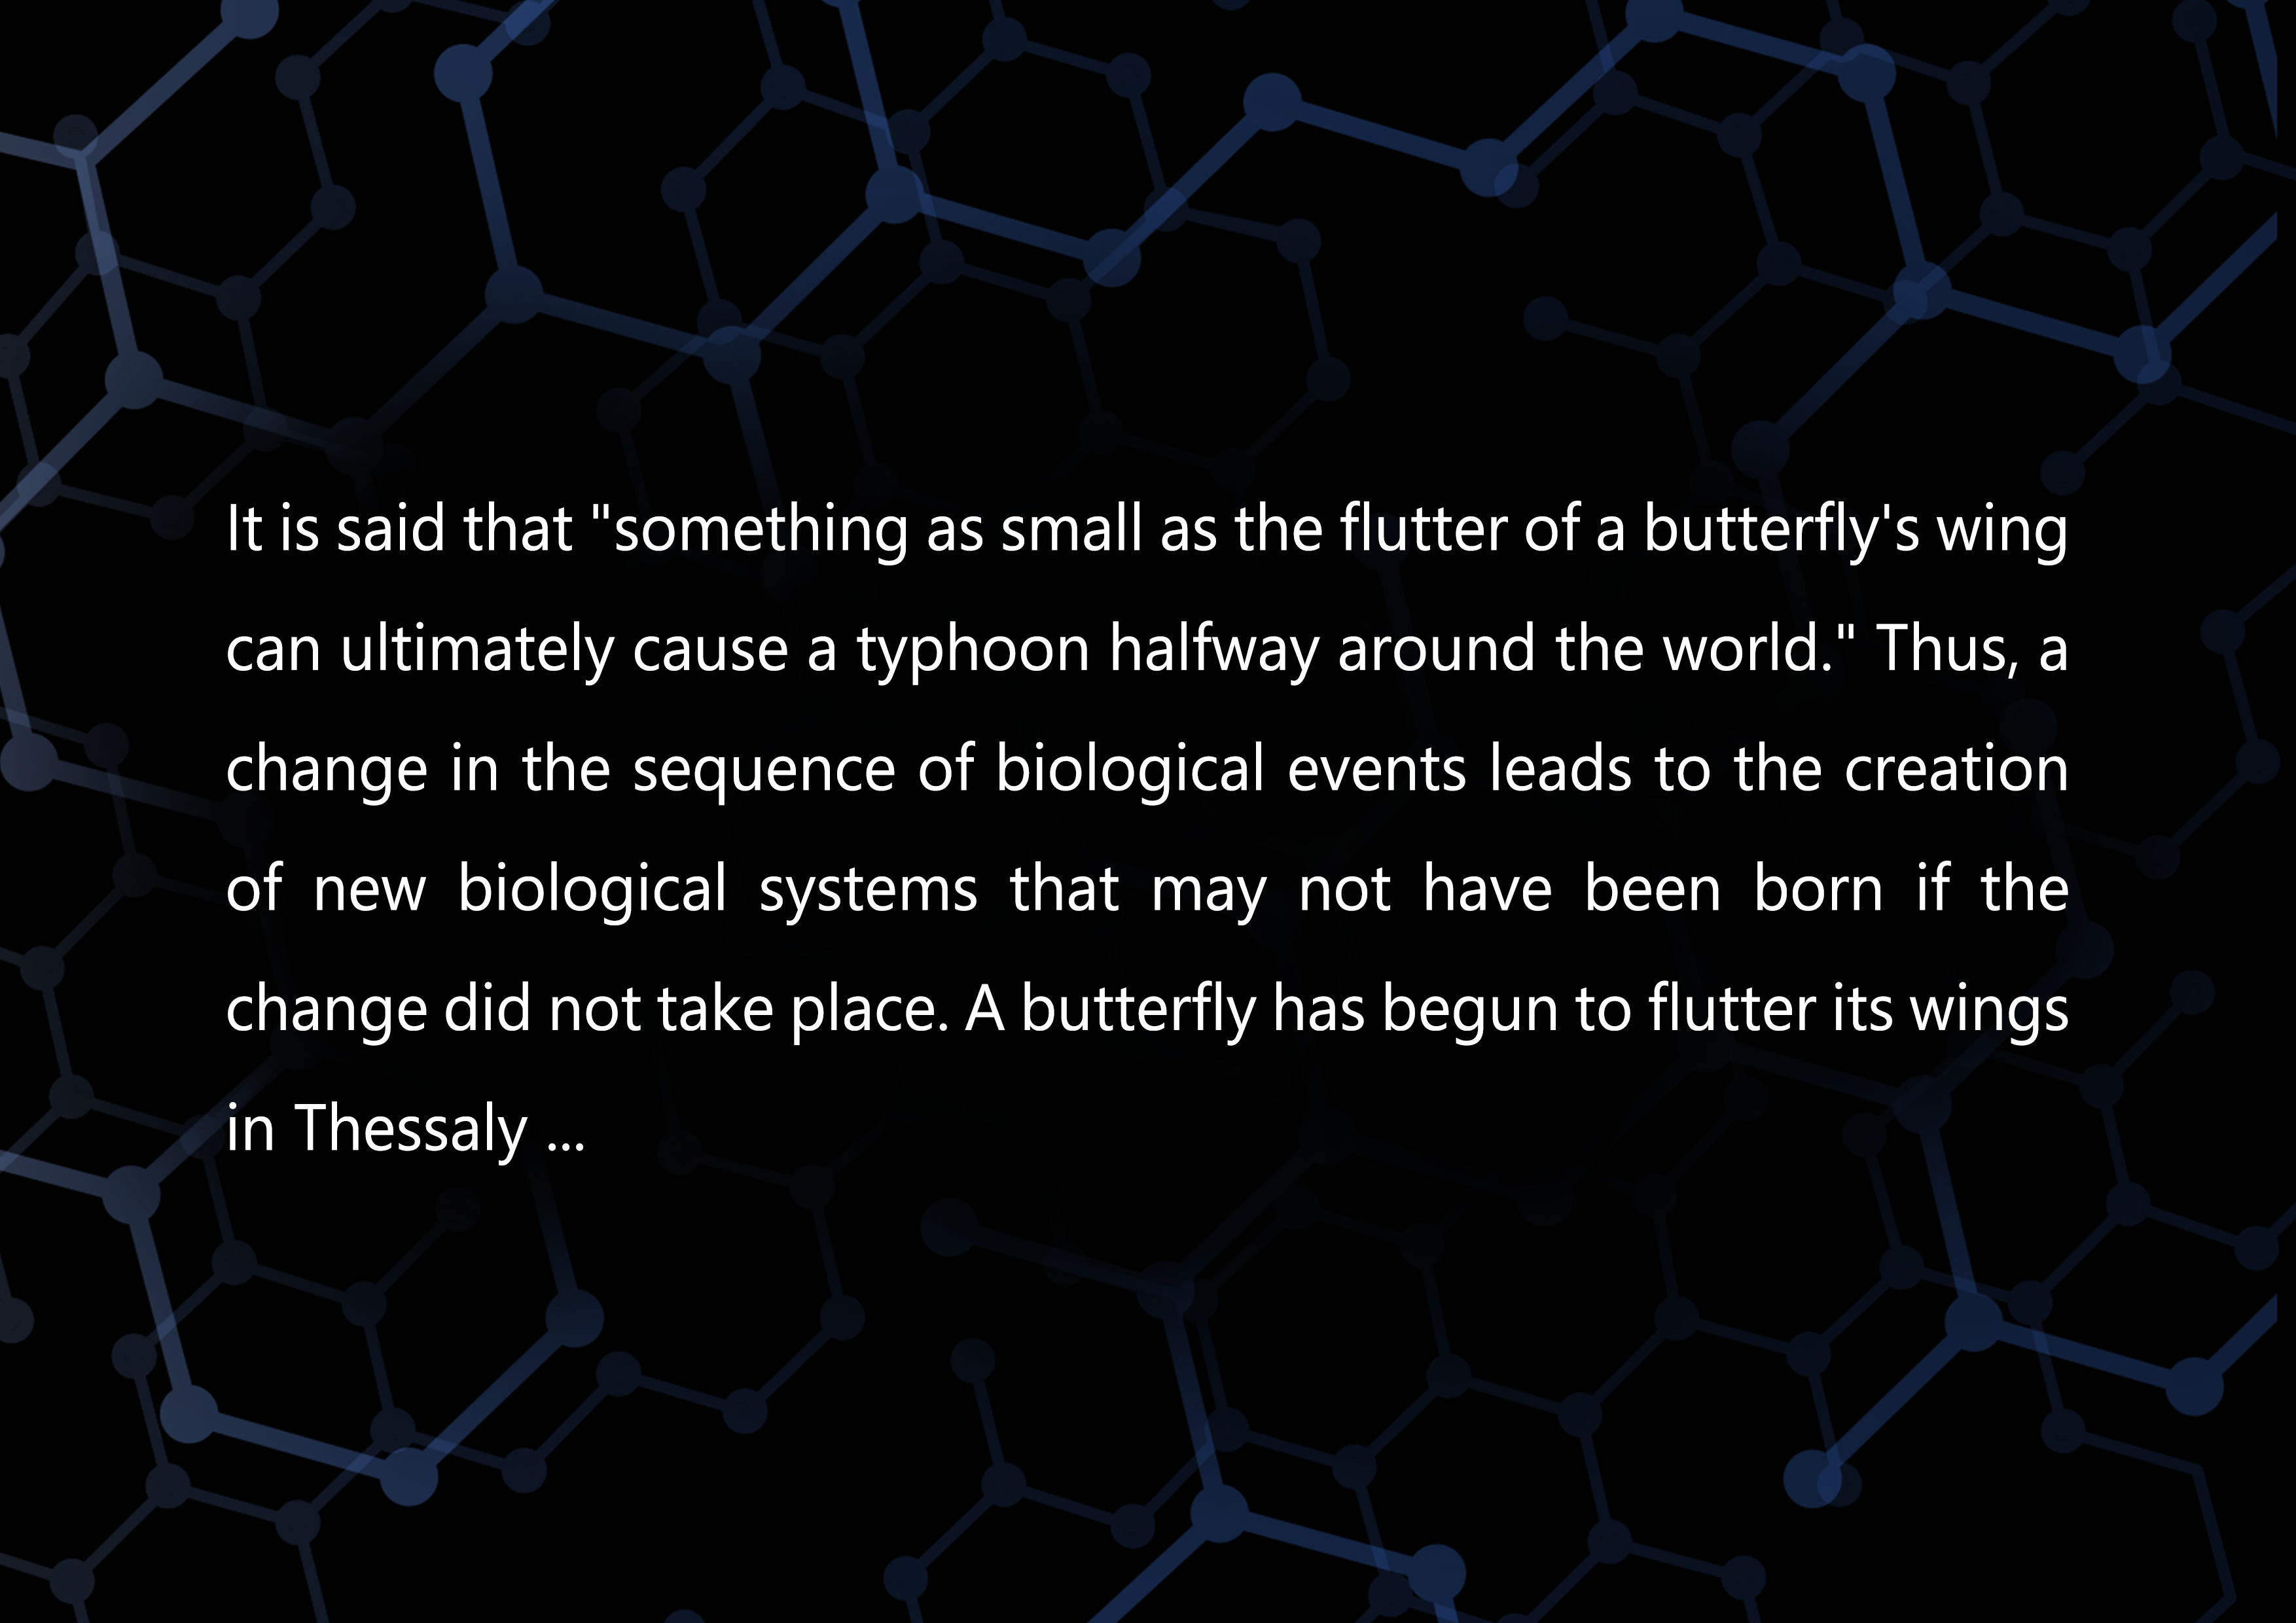 It is said that "something as small as the flutter of a butterfly's wing
can ultimately cause a typhoon halfway around the world." Thus, a
change in the sequence of biological events leads to the creation
of new biological systems that may not have been born if the
change did not take place. A butterfly has begun to flutter its wings
in Thessaly ...